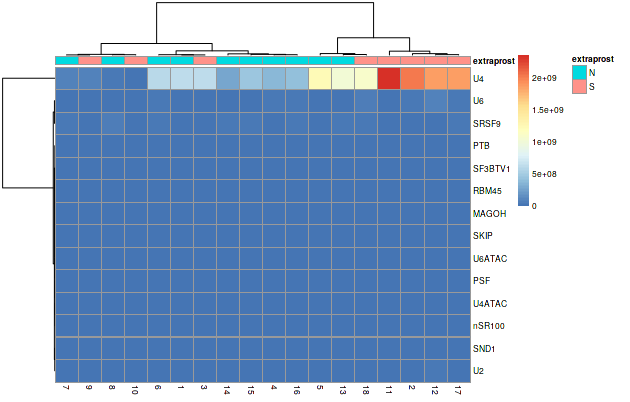 extraprost
U4
U6
SRSF9
PTB
SF3BTV1
RBM45
MAGOH
SKIP
U6ATAC
PSF
U4ATAC
nSR100
SND1
U2
7 9 8 10 6 1 3 14 15 4 16 5 13 18 11 2 12 17
2e+09
1.5e+09
1e+09
5e+08
0
extraprost
N
S